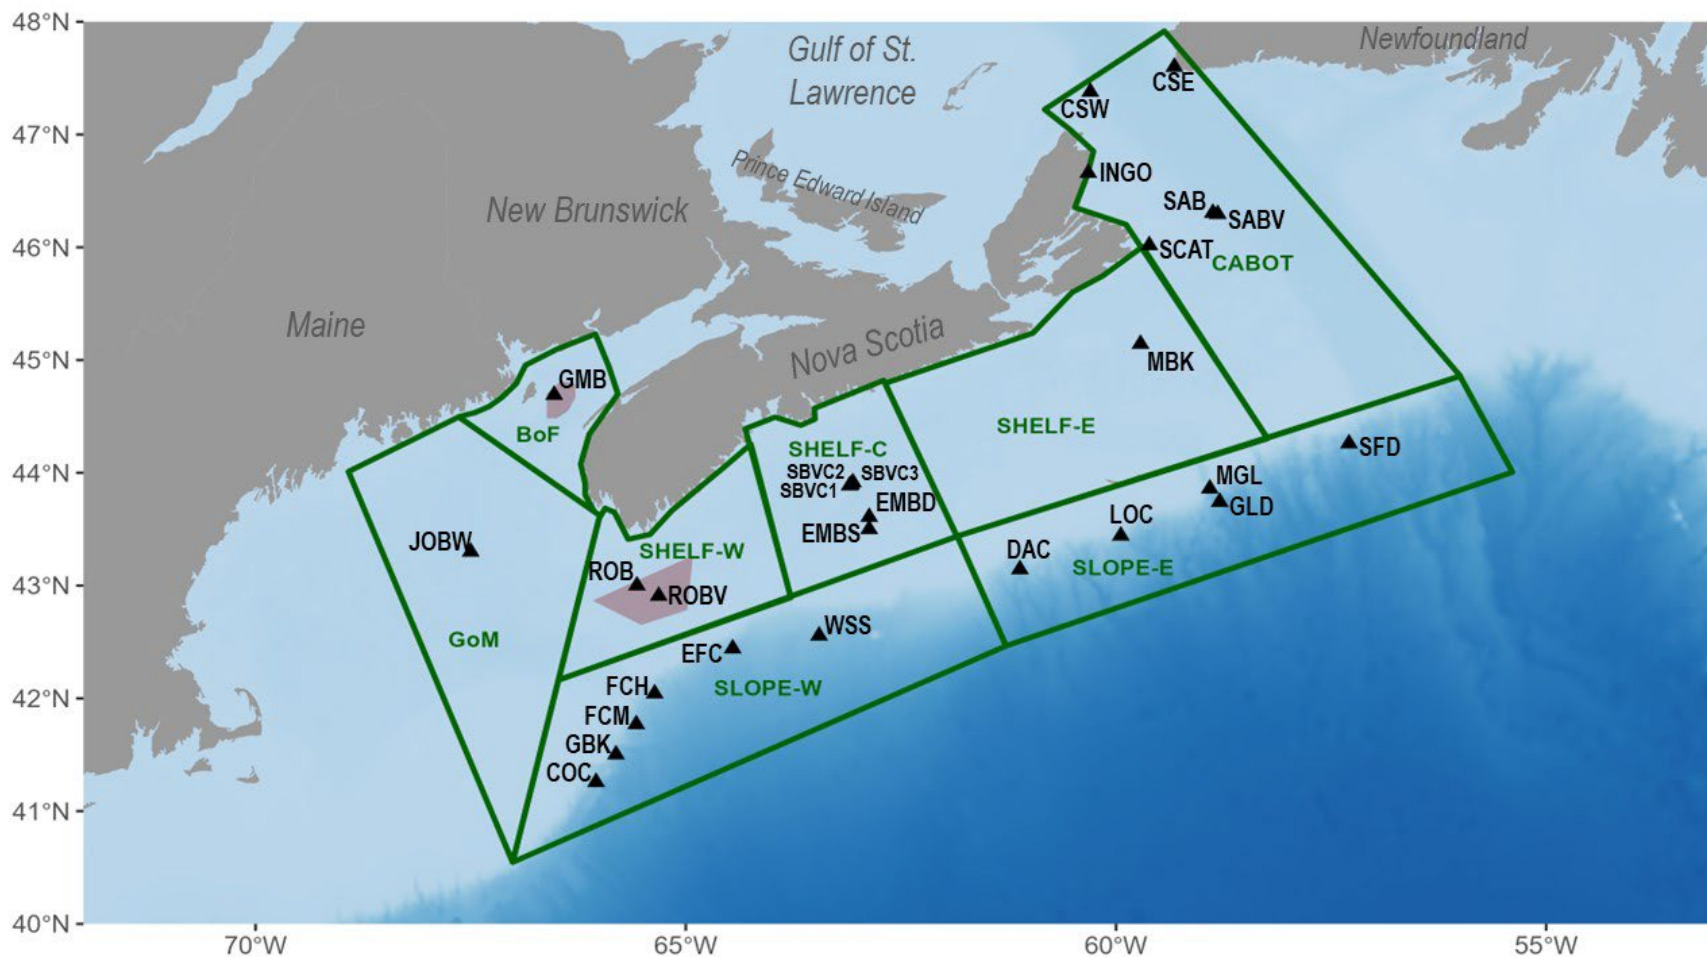 48°N
47°N
46°N
45°N
44°N
43°N
42°N
41°N
40°N
70°W
65°W
60°W
55°W
Gulf of St.
Lawrence
Newfoundland
Prince Edward Island
New Brunswick
Maine
Nova Scotia
CSE
CSW
INGO
SAB
SABV
SCAT
CABOT
MBK
GMB
BoF
SHELF-E
SHELF-C
SBVC2
SBVC3
SBVC1
EMBD
EMBS
SFD
MGL
GLD
LOC
DAC
SLOPE-E
JOBW
SHELF-W
ROB
ROBV
GoM
WSS
EFC
SLOPE-W
FCH
FCM
GBK
COC